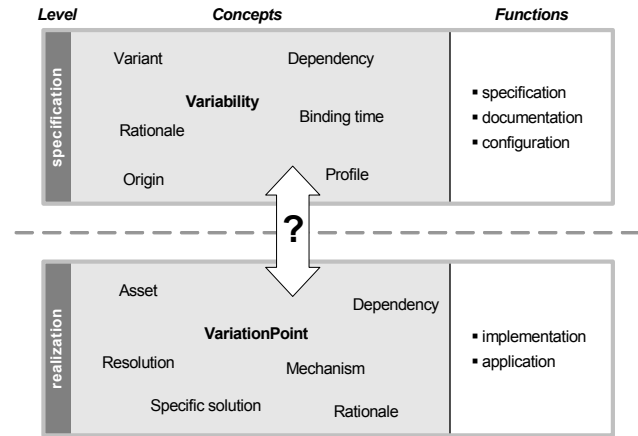 Level Concepts Functions
specification
Variant Dependency
Variability
Binding time
Rationale
Origin Profile
▪ specification
▪ documentation
▪ configuration
?
realization
Asset
Dependency
VariationPoint
Resolution Mechanism
Specific solution Rationale
▪ implementation
▪ application